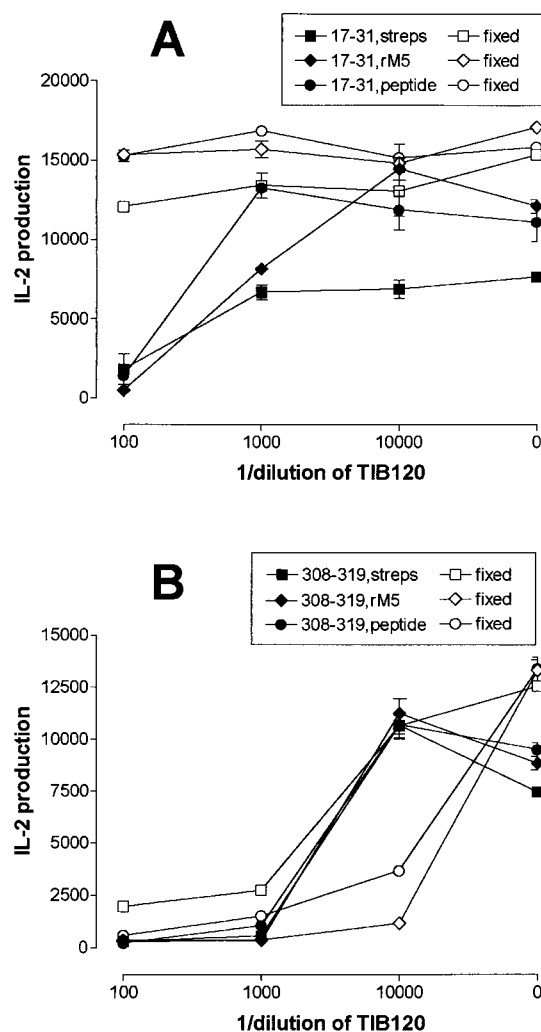 A
17-31,streps fixed
17-31,rM5 fixed
17-31,peptide fixed
20000
15000
10000
5000
0
IL-2 production
100 1000 10000 0
1/dilution of TIB120
B
308-319,streps fixed
308-319,rM5 fixed
308-319,peptide fixed
15000
12500
10000
7500
5000
2500
0
IL-2 production
100 1000 10000 0
1/dilution of TIB120